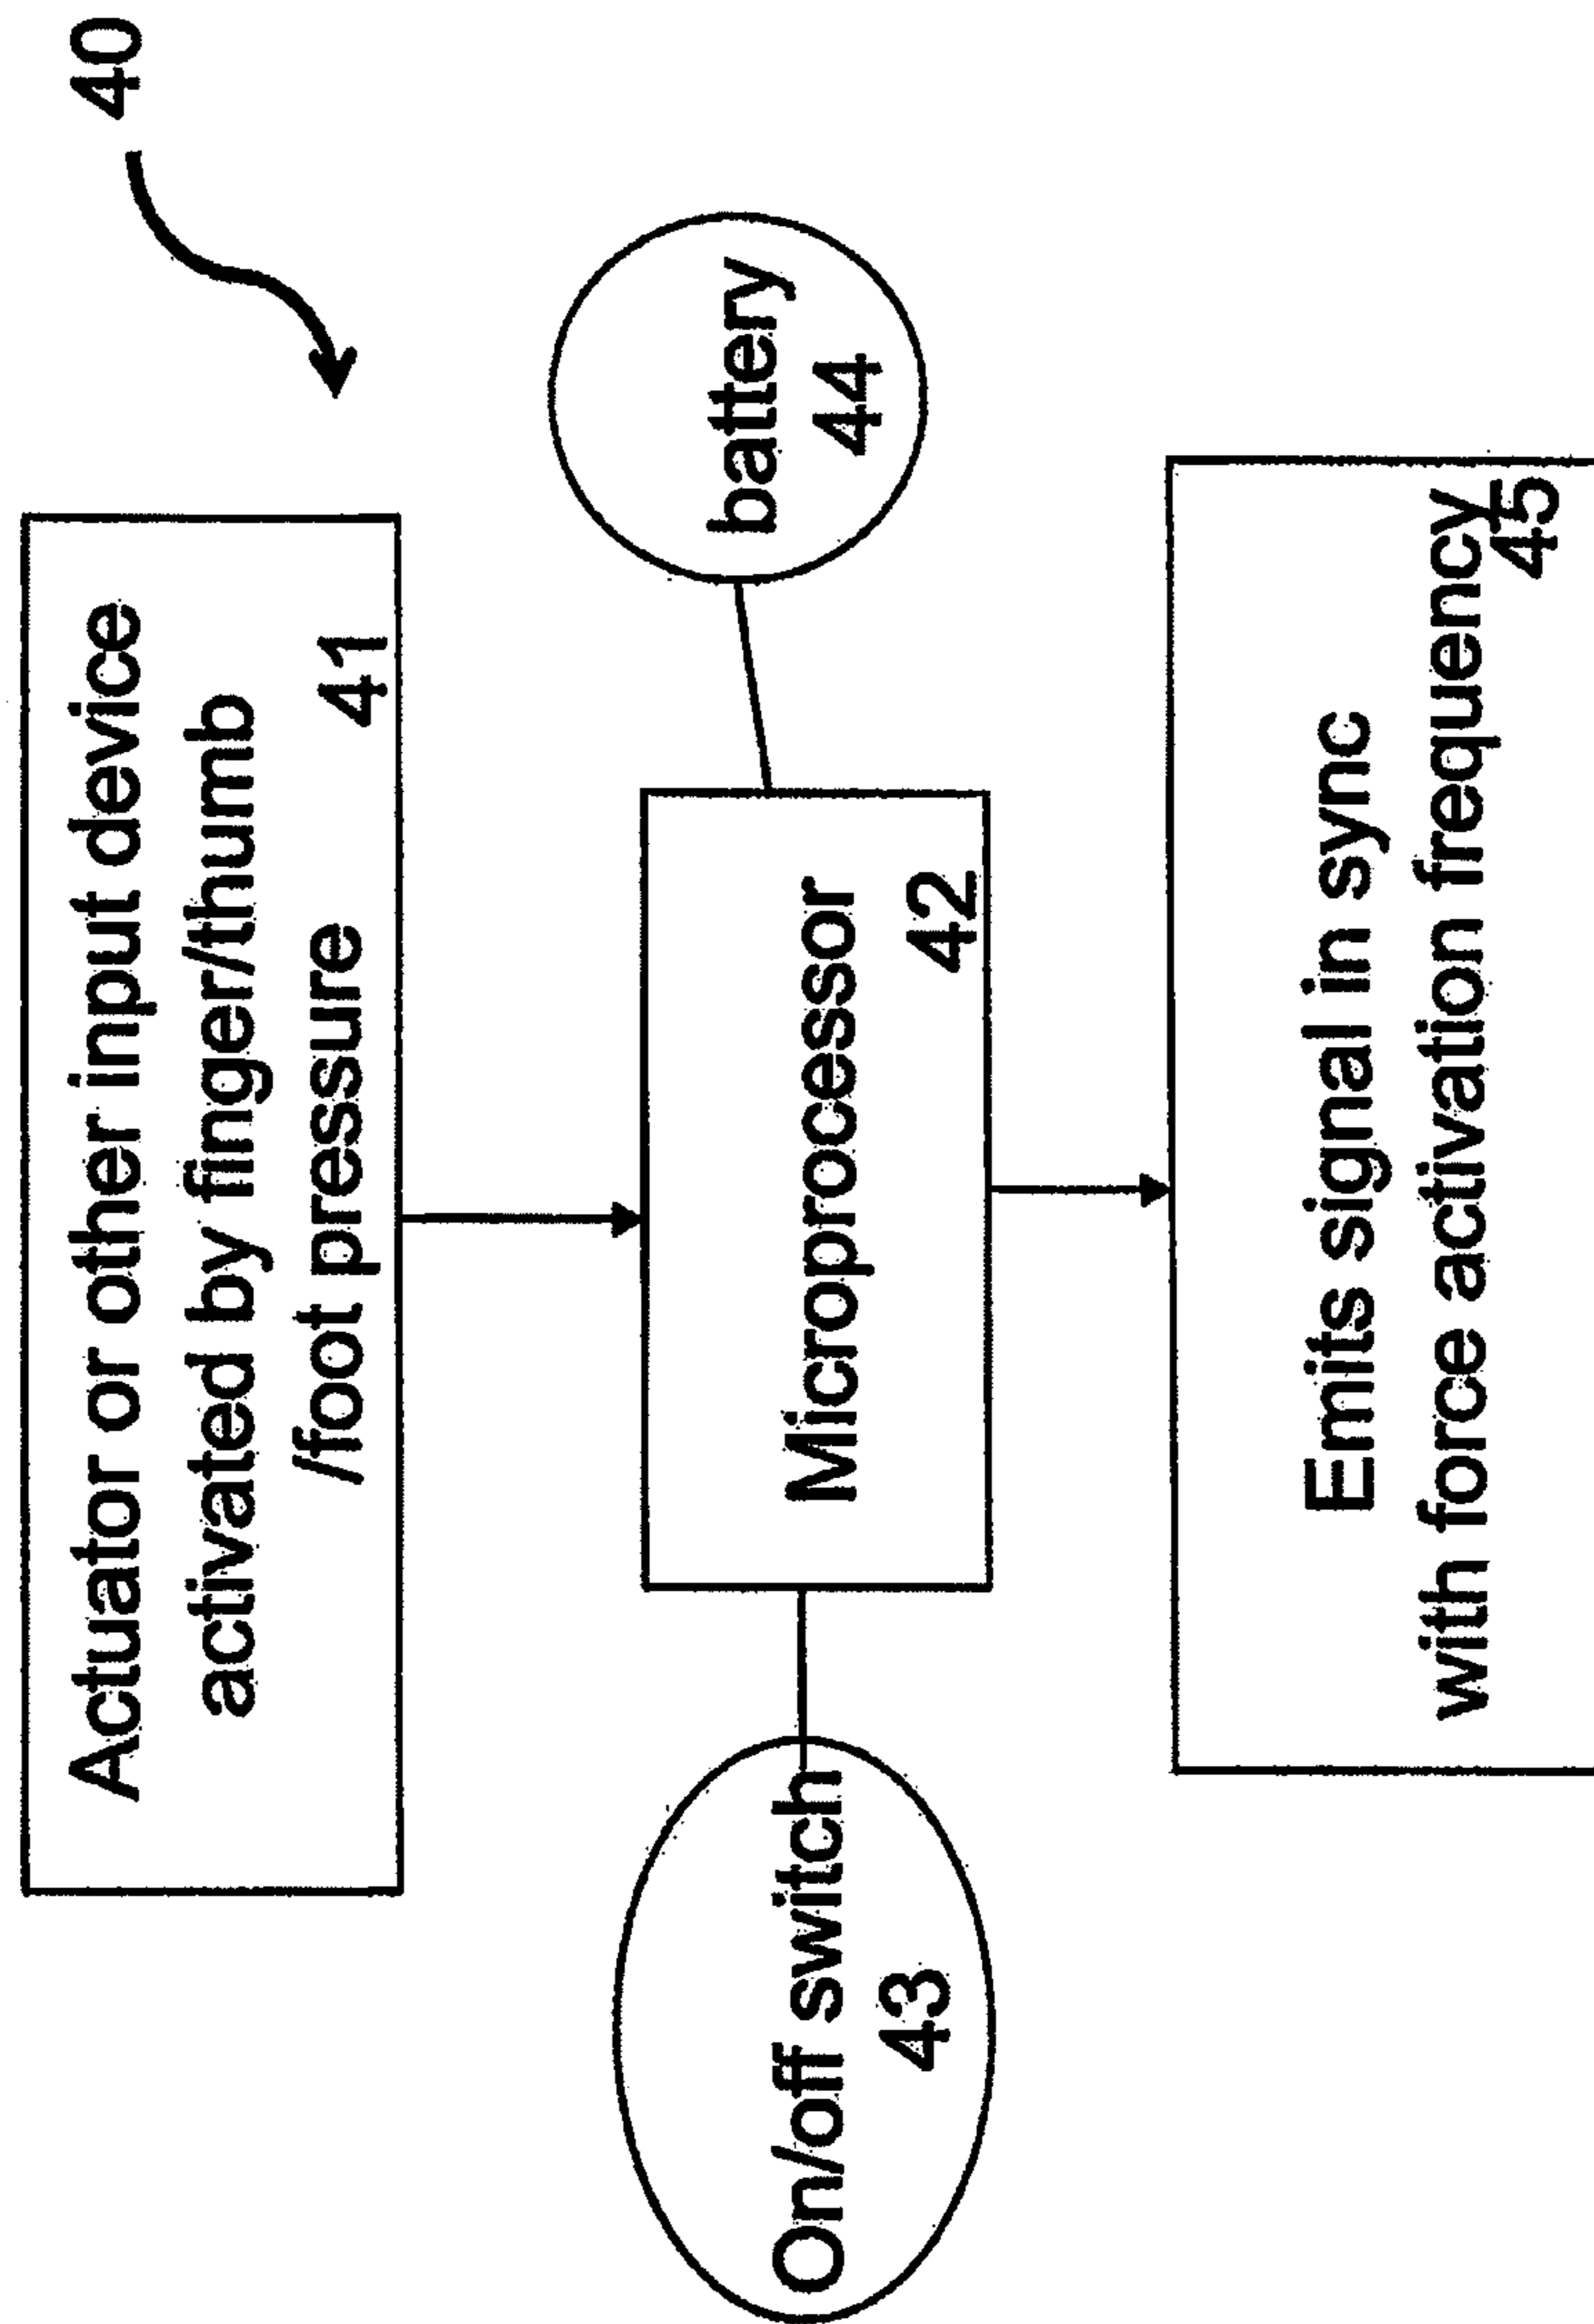 40
Actuator or other input device
activated by finger/thumb
/foot pressure
41
battery
44
Microprocessor
42
On/off switch
43
Emits signal in sync
with force activation frequency
45